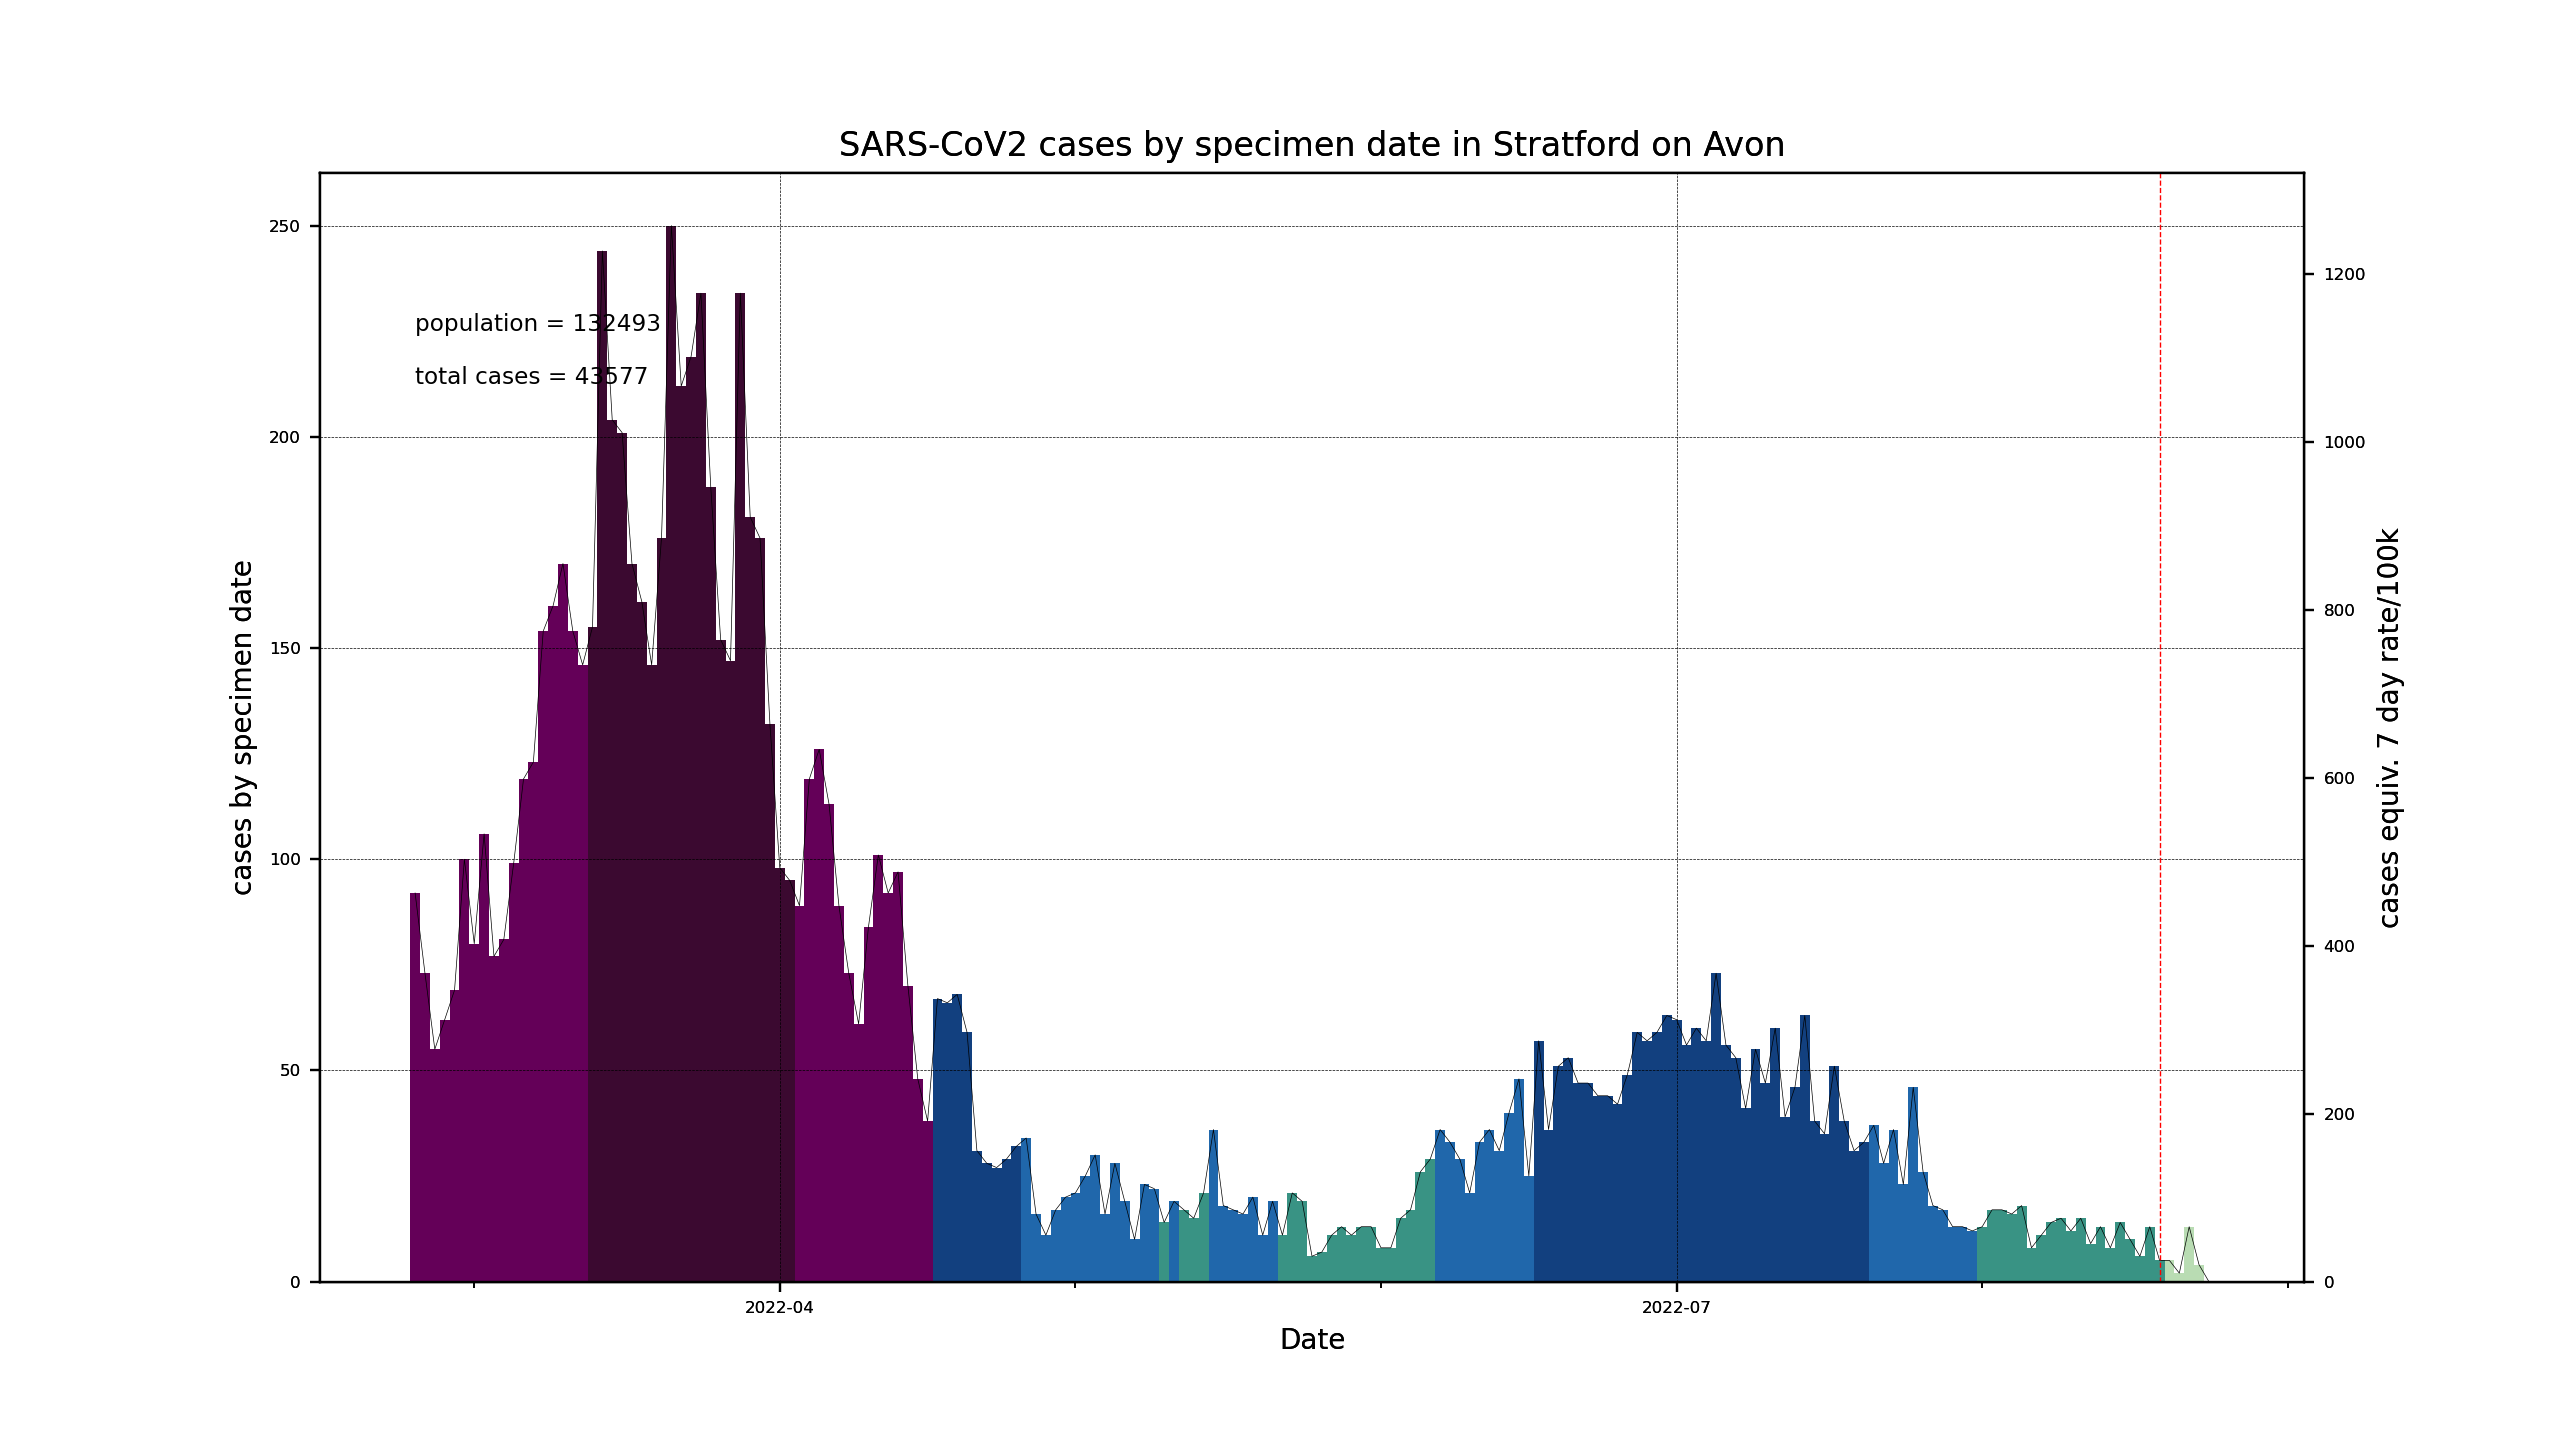 SARS-CoV2 cases by specimen date in Stratford on Avon
population = 132493
total cases = 43577
cases by specimen date
250
200
150
100
50
0
1200
1000
800
600
400
200
0
cases equiv. 7 day rate/100k
2022-04
2022-07
Date